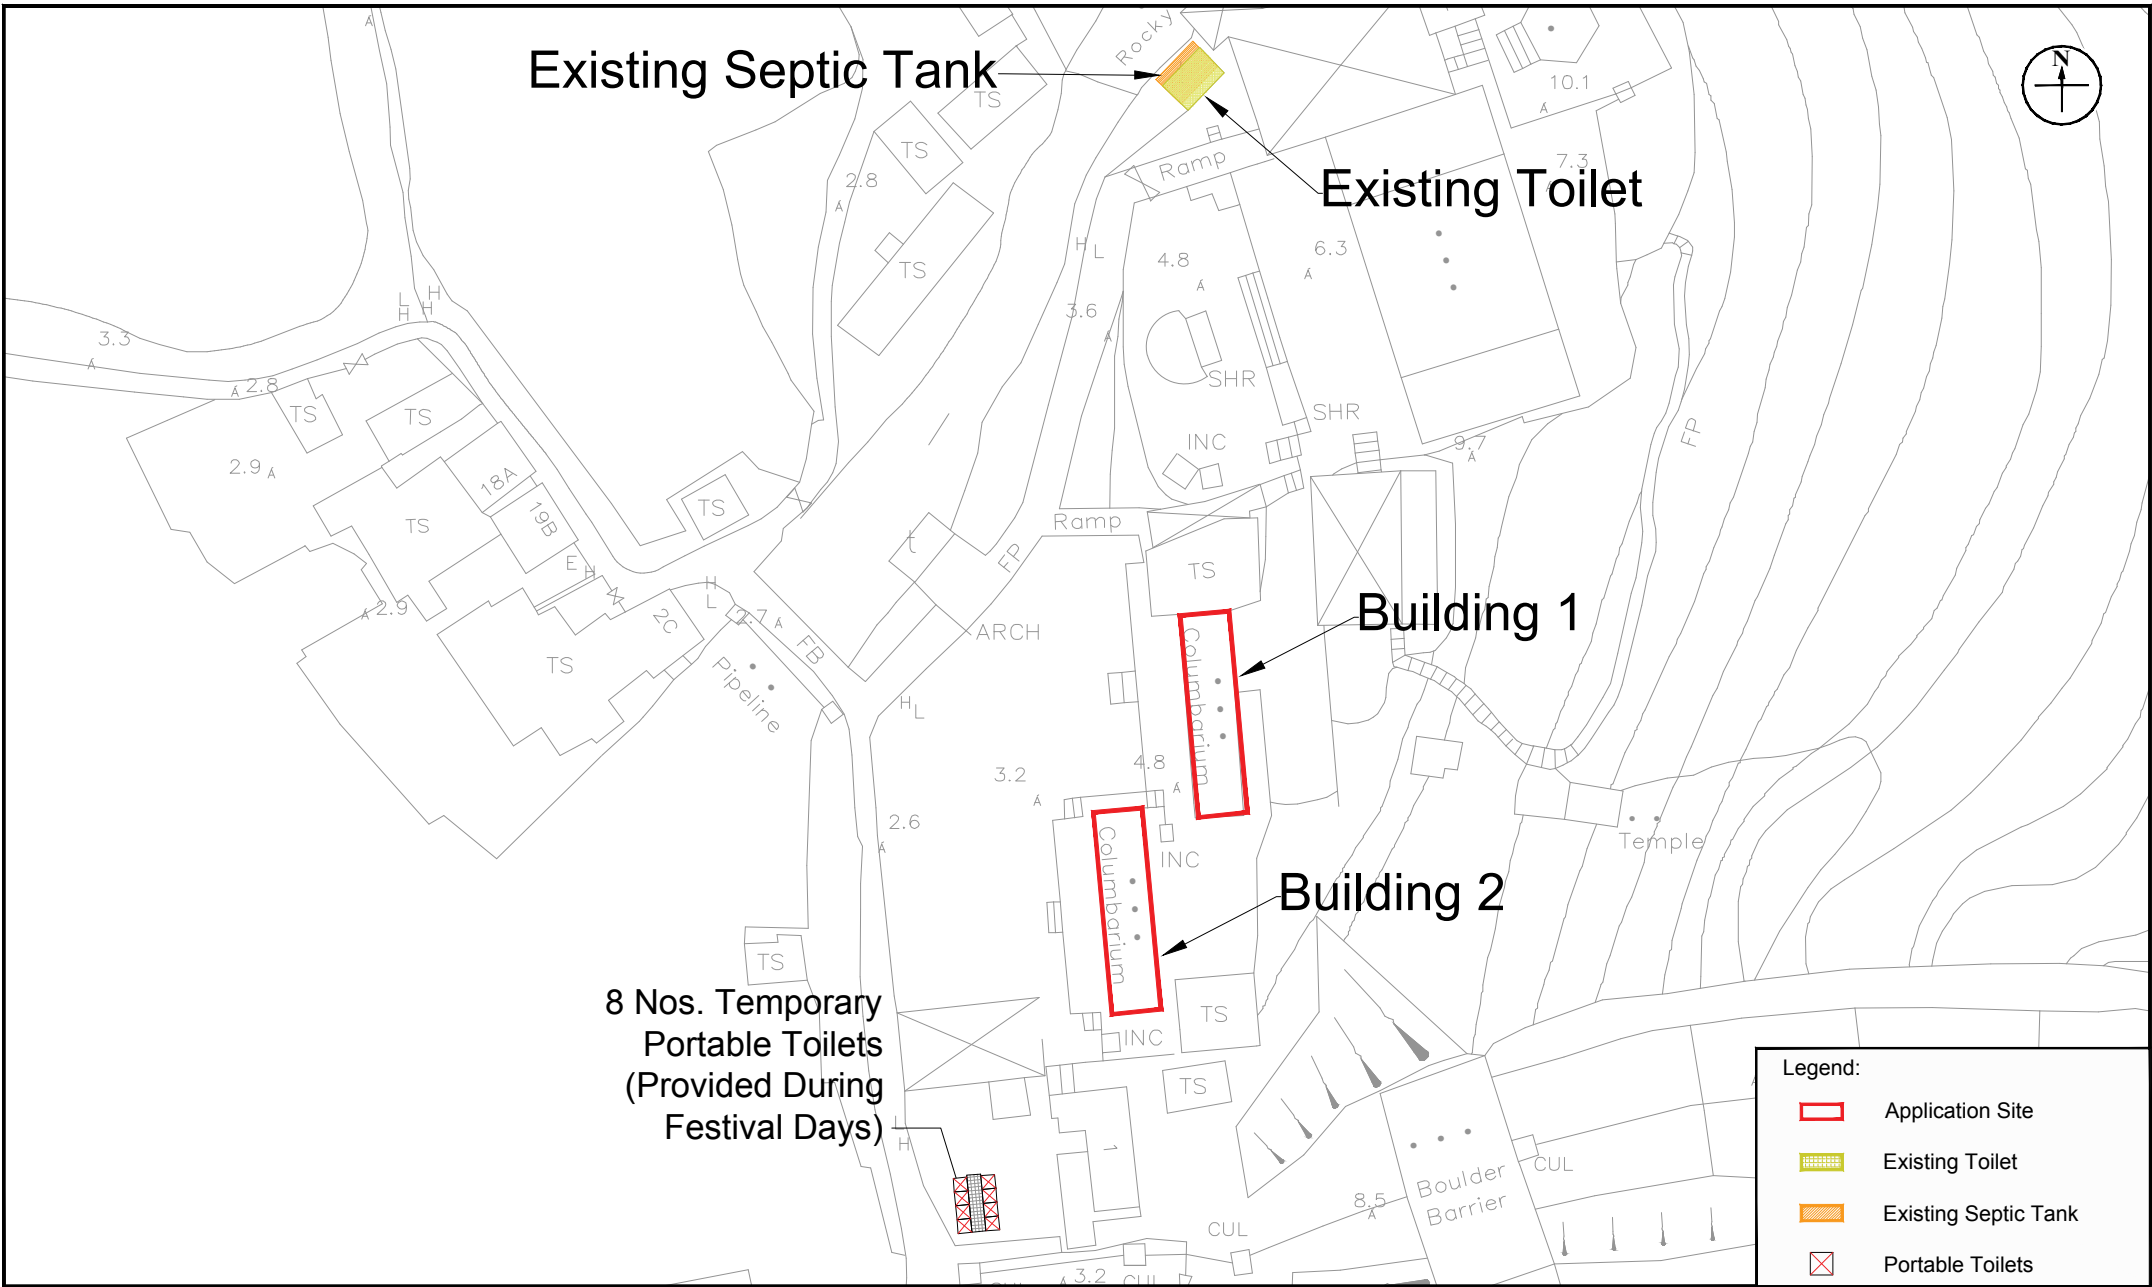 Rocky
Existing Septic Tank
N
TS
10.1
TS
Ramp
7.3
2.8
Existing Toilet
TS
H
L
4.8
6.3
3.6
L
H
H
H
3.3
2.8
TS
TS
SHR
SHR
FP
INC
9.7
2.9
18A
TS
19B
TS
Ramp
t
FP
E
H
TS
2.9
H
L
2C
2.7
FB
ARCH
Building 1
TS
Pipeline
Columbarium
H
L
3.2
4.8
2.6
Temple
INC
Columbarium
Building 2
TS
8 Nos. Temporary
Portable Toilets
(Provided During
Festival Days)
TS
INC
TS
H
1
Legend:
Application Site
Existing Toilet
Existing Septic Tank
Portable Toilets
Boulder
Barrier
CUL
8.5
CUL
3.2
CUL